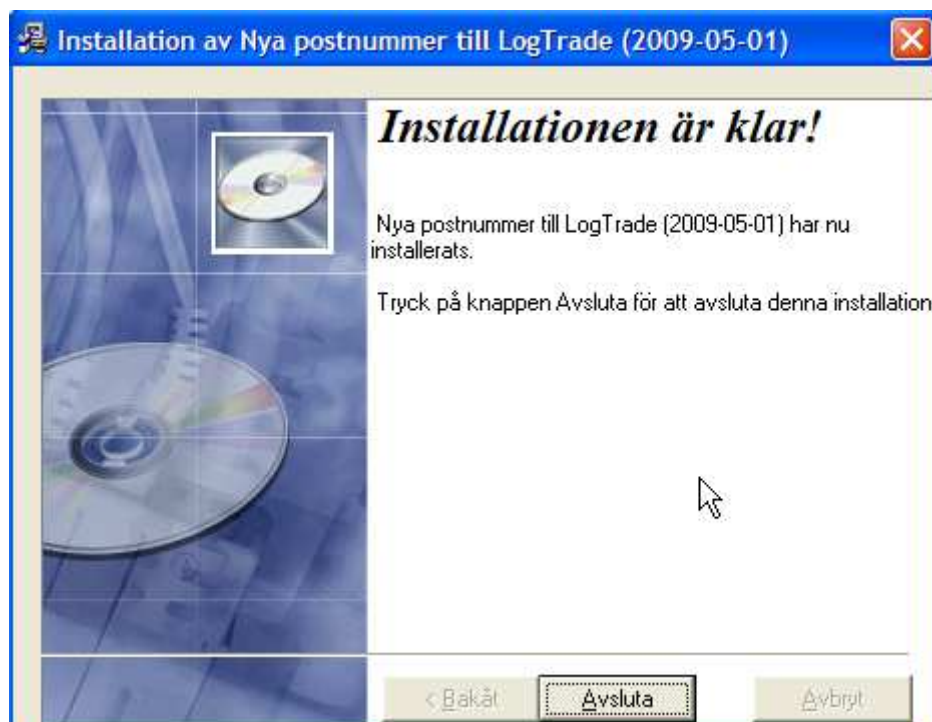 Installation av Nya postnummer till LogTrade (2009-05-01)
Installationen är klar!
Nya postnummer till LogTrade (2009-05-01) har nu
installerats.
Tryck på knappen Avsluta för att avsluta denna installation
< Bakåt
Avsluta
Avbryt